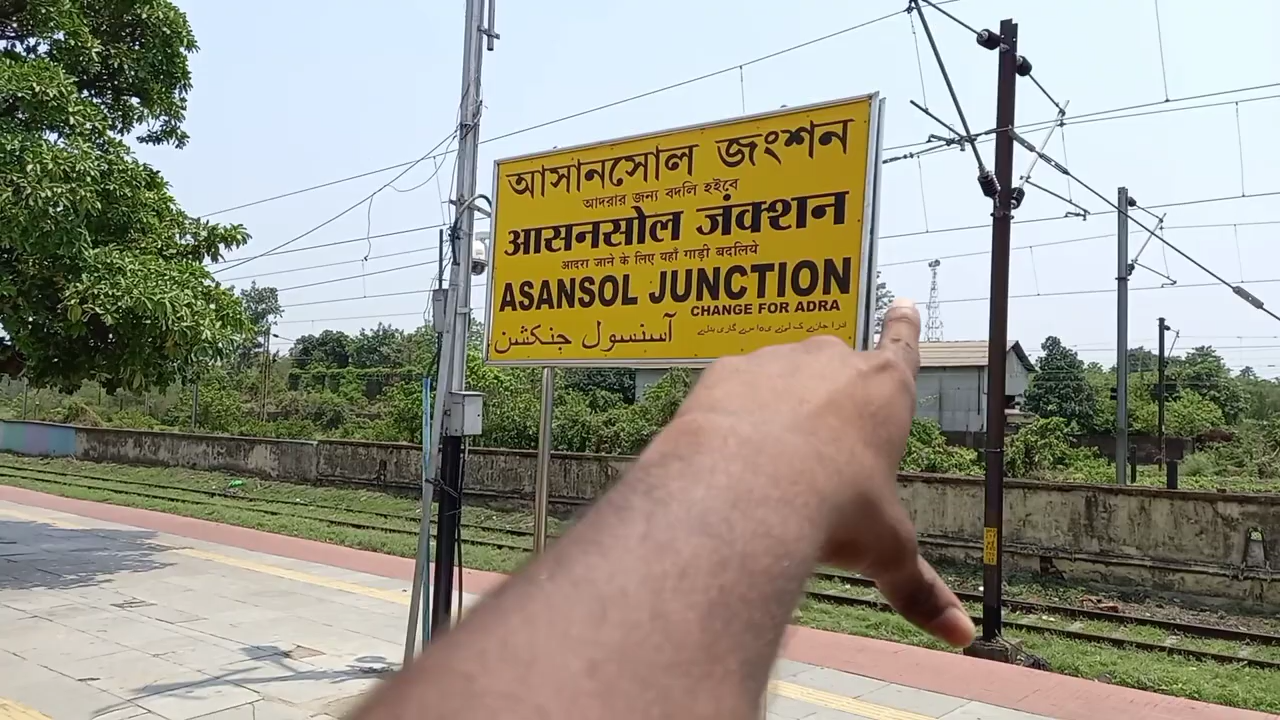 আসানসোল জংশন
আদরার জন্য বদলি হইবে
आसनसोल जंक्शन
आदरा जाने के लिए यहाँ गाड़ी बदलिये
ASANSOL JUNCTION
CHANGE FOR ADRA
آسنسول جنکشن